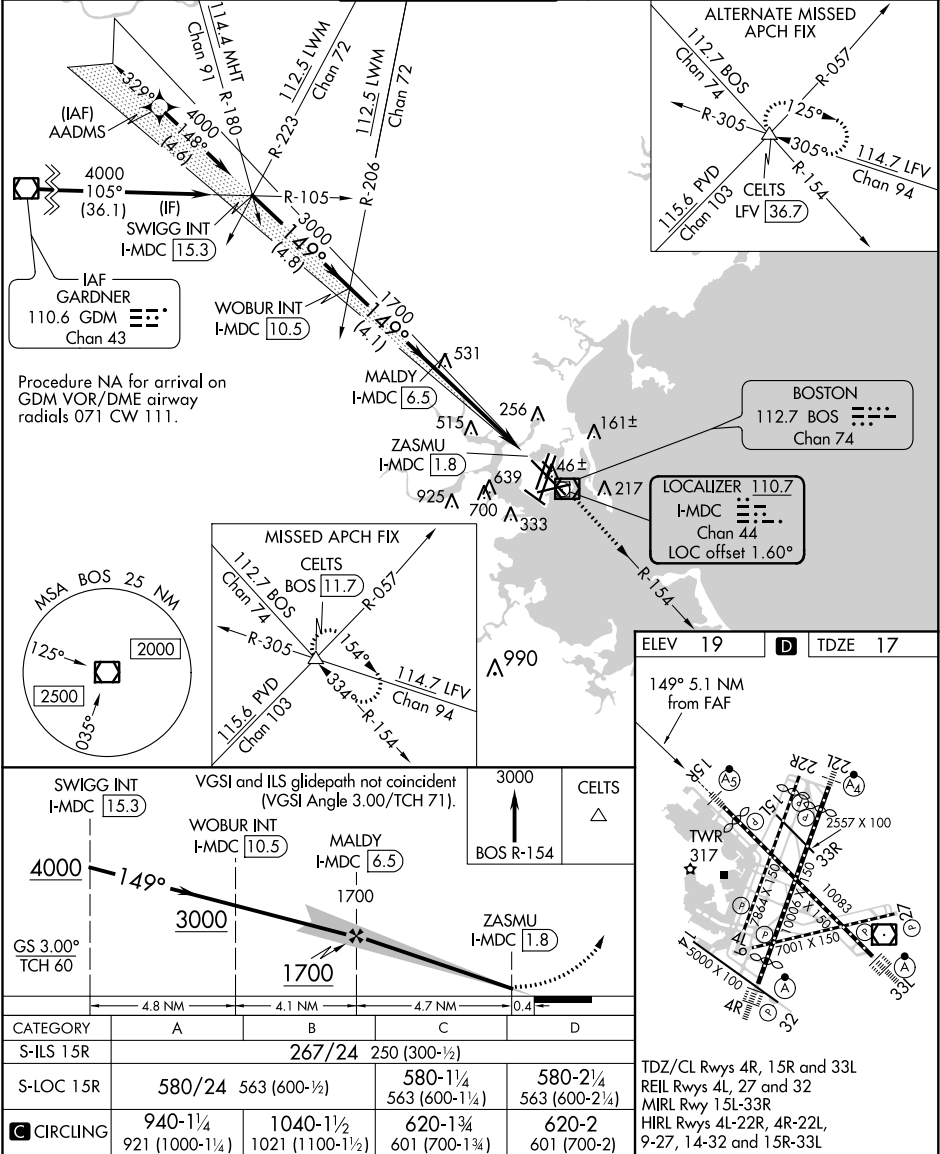 114.4 MHT
Chan 91
R-180
112.5 LWM
Chan 72
R-223
112.5 LWM
Chan 72
R-206
329°
(IAF)
AADMS
4000
148°
(4.6)
4000
105°
(36.1)
(IF)
R-105
SWIGG INT
I-MDC 15.3
3000
149°
(4.8)
IAF
GARDNER
110.6 GDM
Chan 43
WOBUR INT
I-MDC 10.5
1700
149°
(4.1)
Procedure NA for arrival on
GDM VOR/DME airway
radials 071 CW 111.
MALDY
I-MDC 6.5
531
515
256
161±
ZASMU
I-MDC 1.8
46±
639
925
700
333
217
990
BOSTON
112.7 BOS
Chan 74
LOCALIZER 110.7
I-MDC
Chan 44
LOC offset 1.60°
R-154
ALTERNATE MISSED
APCH FIX
112.7 BOS
Chan 74
R-057
R-305
125°
305°
114.7 LFV
Chan 94
R-154
115.6 PVD
Chan 103
CELTS
LFV 36.7
MSA BOS 25 NM
125°
2000
2500
035°
MISSED APCH FIX
CELTS
BOS 11.7
112.7 BOS
Chan 74
R-057
R-305
154°
334°
114.7 LFV
Chan 94
R-154
115.6 PVD
Chan 103
ELEV 19
D
TDZE 17
149° 5.1 NM
from FAF
15R
A5
22R
22L
A4
15L
P
P
P
2557 X 100
33R
TWR
317
7864 X 150
10006 X 150
10083 X 150
P
4L
9
7001 X 150
27
P
P
P
14
5000 X 100
4R
P
A
32
A
33L
TDZ/CL Rwys 4R, 15R and 33L
REIL Rwys 4L, 27 and 32
MIRL Rwy 15L-33R
HIRL Rwys 4L-22R, 4R-22L,
9-27, 14-32 and 15R-33L
SWIGG INT
I-MDC 15.3
VGSI and ILS glidepath not coincident
(VGSI Angle 3.00/TCH 71).
WOBUR INT
I-MDC 10.5
MALDY
I-MDC 6.5
3000
BOS R-154
CELTS
4000
149°
3000
1700
1700
ZASMU
I-MDC 1.8
GS 3.00°
TCH 60
4.8 NM
4.1 NM
4.7 NM
0.4
CATEGORY A B C D
S-ILS 15R 267/24 250 (300-½)
S-LOC 15R 580/24 563 (600-½) 580-1¼ 563 (600-1¼) 580-2¼ 563 (600-2¼)
C CIRCLING 940-1¼ 921 (1000-1¼) 1040-1½ 1021 (1100-1½) 620-1¾ 601 (700-1¾) 620-2 601 (700-2)